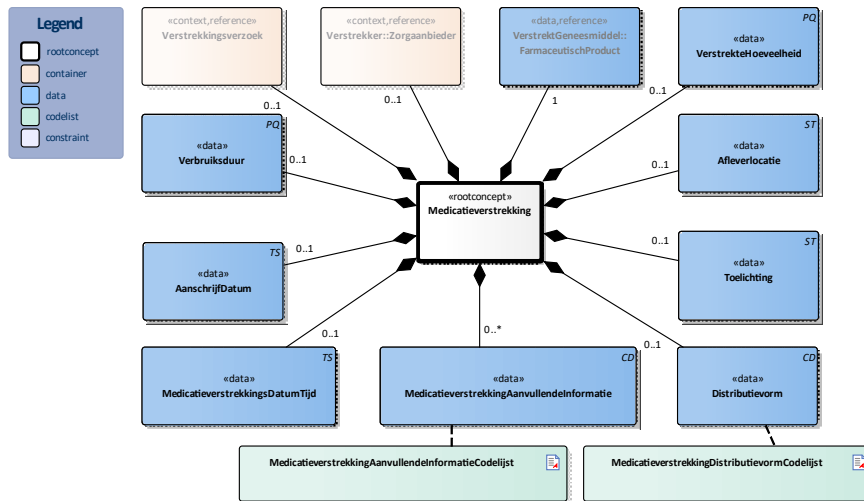 Legend
rootconcept
container
data
codelist
constraint
«context,reference»
Verstrekkingsverzoek
«context,reference»
Verstrekker::Zorgaanbieder
«data,reference»
VerstrektGeneesmiddel::
FarmaceutischProduct
PQ
«data»
VerstrekteHoeveelheid
0..1
0..1
1
0..1
PQ
«data»
Verbruiksduur
0..1
ST
«data»
Afleverlocatie
0..1
«rootconcept»
Medicatieverstrekking
TS
«data»
AanschrijfDatum
0..1
ST
«data»
Toelichting
0..1
TS
«data»
MedicatieverstrekkingsDatumTijd
0..1
CD
«data»
MedicatieverstrekkingAanvullendeInformatie
0..*
CD
«data»
Distributievorm
0..1
MedicatieverstrekkingAanvullendeInformatieCodelijst
MedicatieverstrekkingDistributievormCodelijst